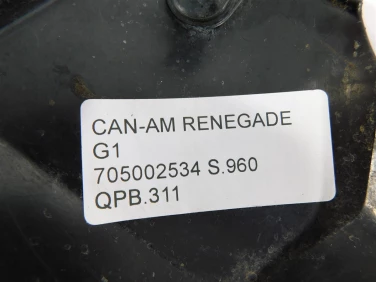 CAN-AM RENEGADE
G1
705002534 S.960
QPB.311